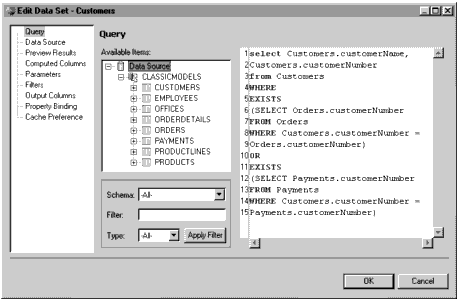 Edit Data Set - Customers
Query
Data Source
Preview Results
Computed Columns
Parameters
Filters
Output Columns
Property Binding
Cache Preference
Query
Available Items:
Data Source
CLASSICMODELS
CUSTOMERS
EMPLOYEES
OFFICES
ORDERDETAILS
ORDERS
PAYMENTS
PRODUCTLINES
PRODUCTS
Schema: -All-
Filter:
Type: -All- Apply Filter
1 select Customers.customerName,
2 Customers.customerNumber
3 from Customers
4 WHERE
5 EXISTS
6 (SELECT Orders.customerNumber
7 FROM Orders
8 WHERE Customers.customerNumber =
9 Orders.customerNumber)
10 OR
11 EXISTS
12 (SELECT Payments.customerNumber
13 FROM Payments
14 WHERE Customers.customerNumber =
15 Payments.customerNumber)
OK Cancel